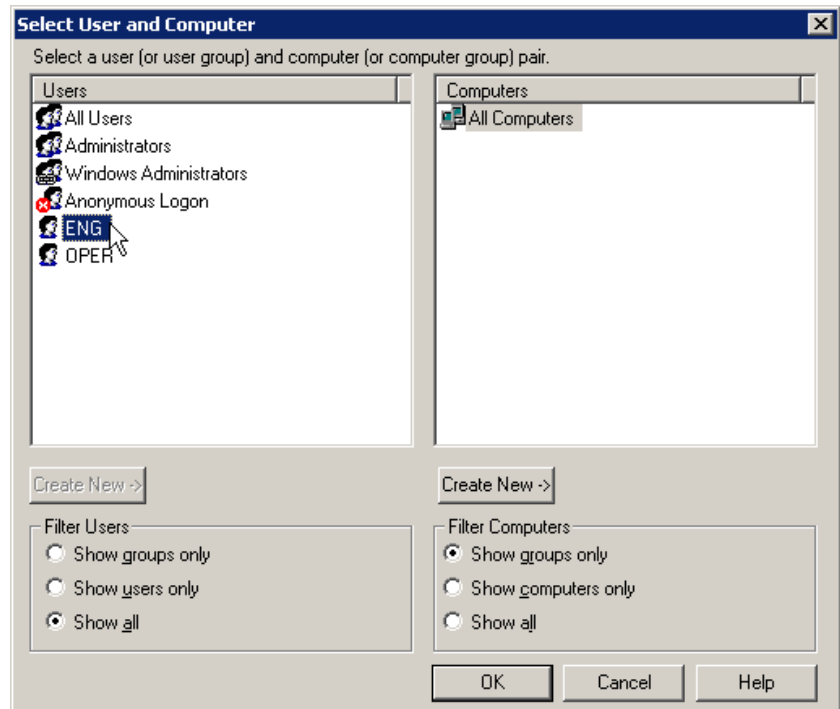 Select User and Computer
Select a user (or user group) and computer (or computer group) pair.
Users
All Users
Administrators
Windows Administrators
Anonymous Logon
ENG
OPER
Computers
All Computers
Create New ->
Create New ->
Filter Users
Show groups only
Show users only
Show all
Filter Computers
Show groups only
Show computers only
Show all
OK
Cancel
Help